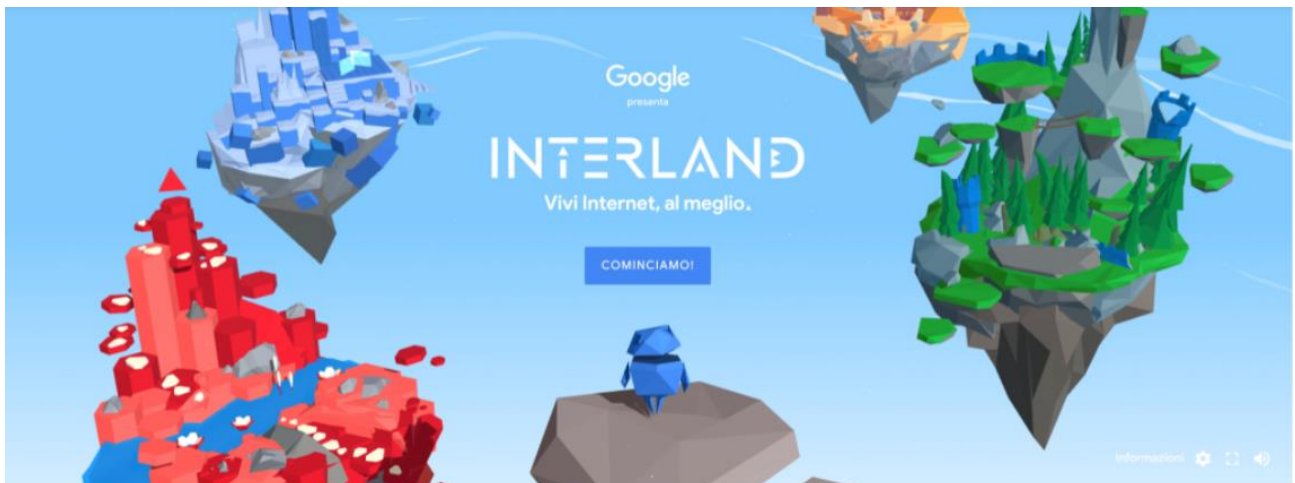 Google
presenta
INTERLAND
Vivi Internet, al meglio.
COMINCIAMO!
Informazioni